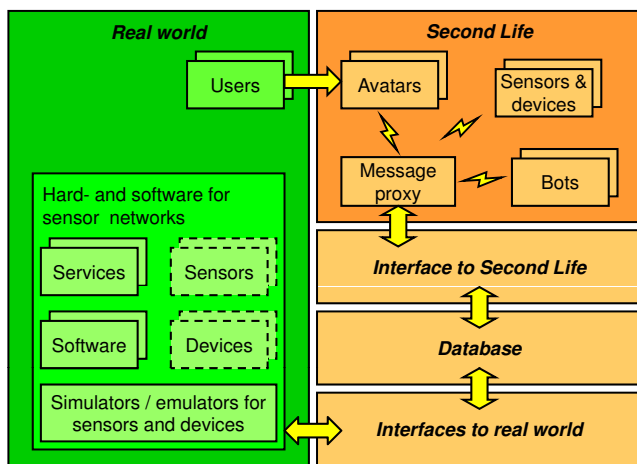 Real world
Users
Hard- and software for
sensor networks
Services
Sensors
Software
Devices
Simulators / emulators for
sensors and devices
Second Life
Avatars
Sensors &
devices
Message
proxy
Bots
Interface to Second Life
Database
Interfaces to real world